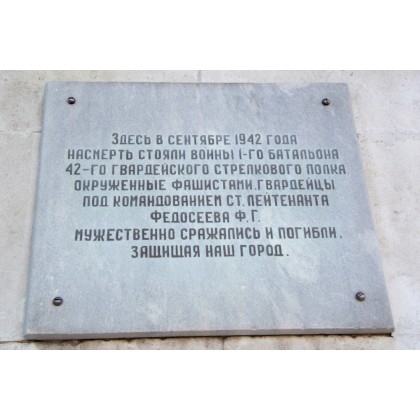 Здесь в сентябре 1942 года
насмерть стояли воины 1-го батальона
42-го гвардейского стрелкового полка
окруженные фашистами. гвардейцы
под командованием ст. лейтенанта
Федосеева Ф.Г.
мужественно сражались и погибли.
защищая наш город.